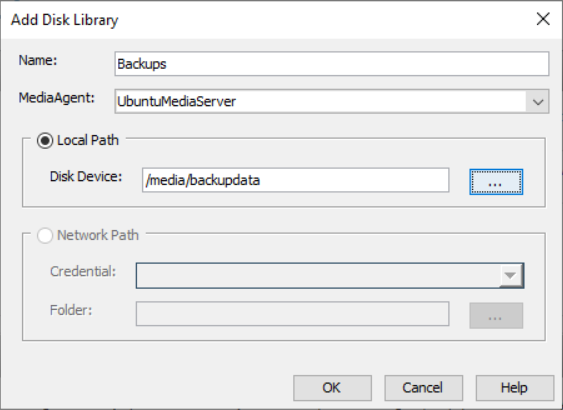 Add Disk Library
Name: Backups
MediaAgent: UbuntuMediaServer
Local Path
Disk Device: /media/backupdata ...
Network Path
Credential:
Folder: ...
OK Cancel Help